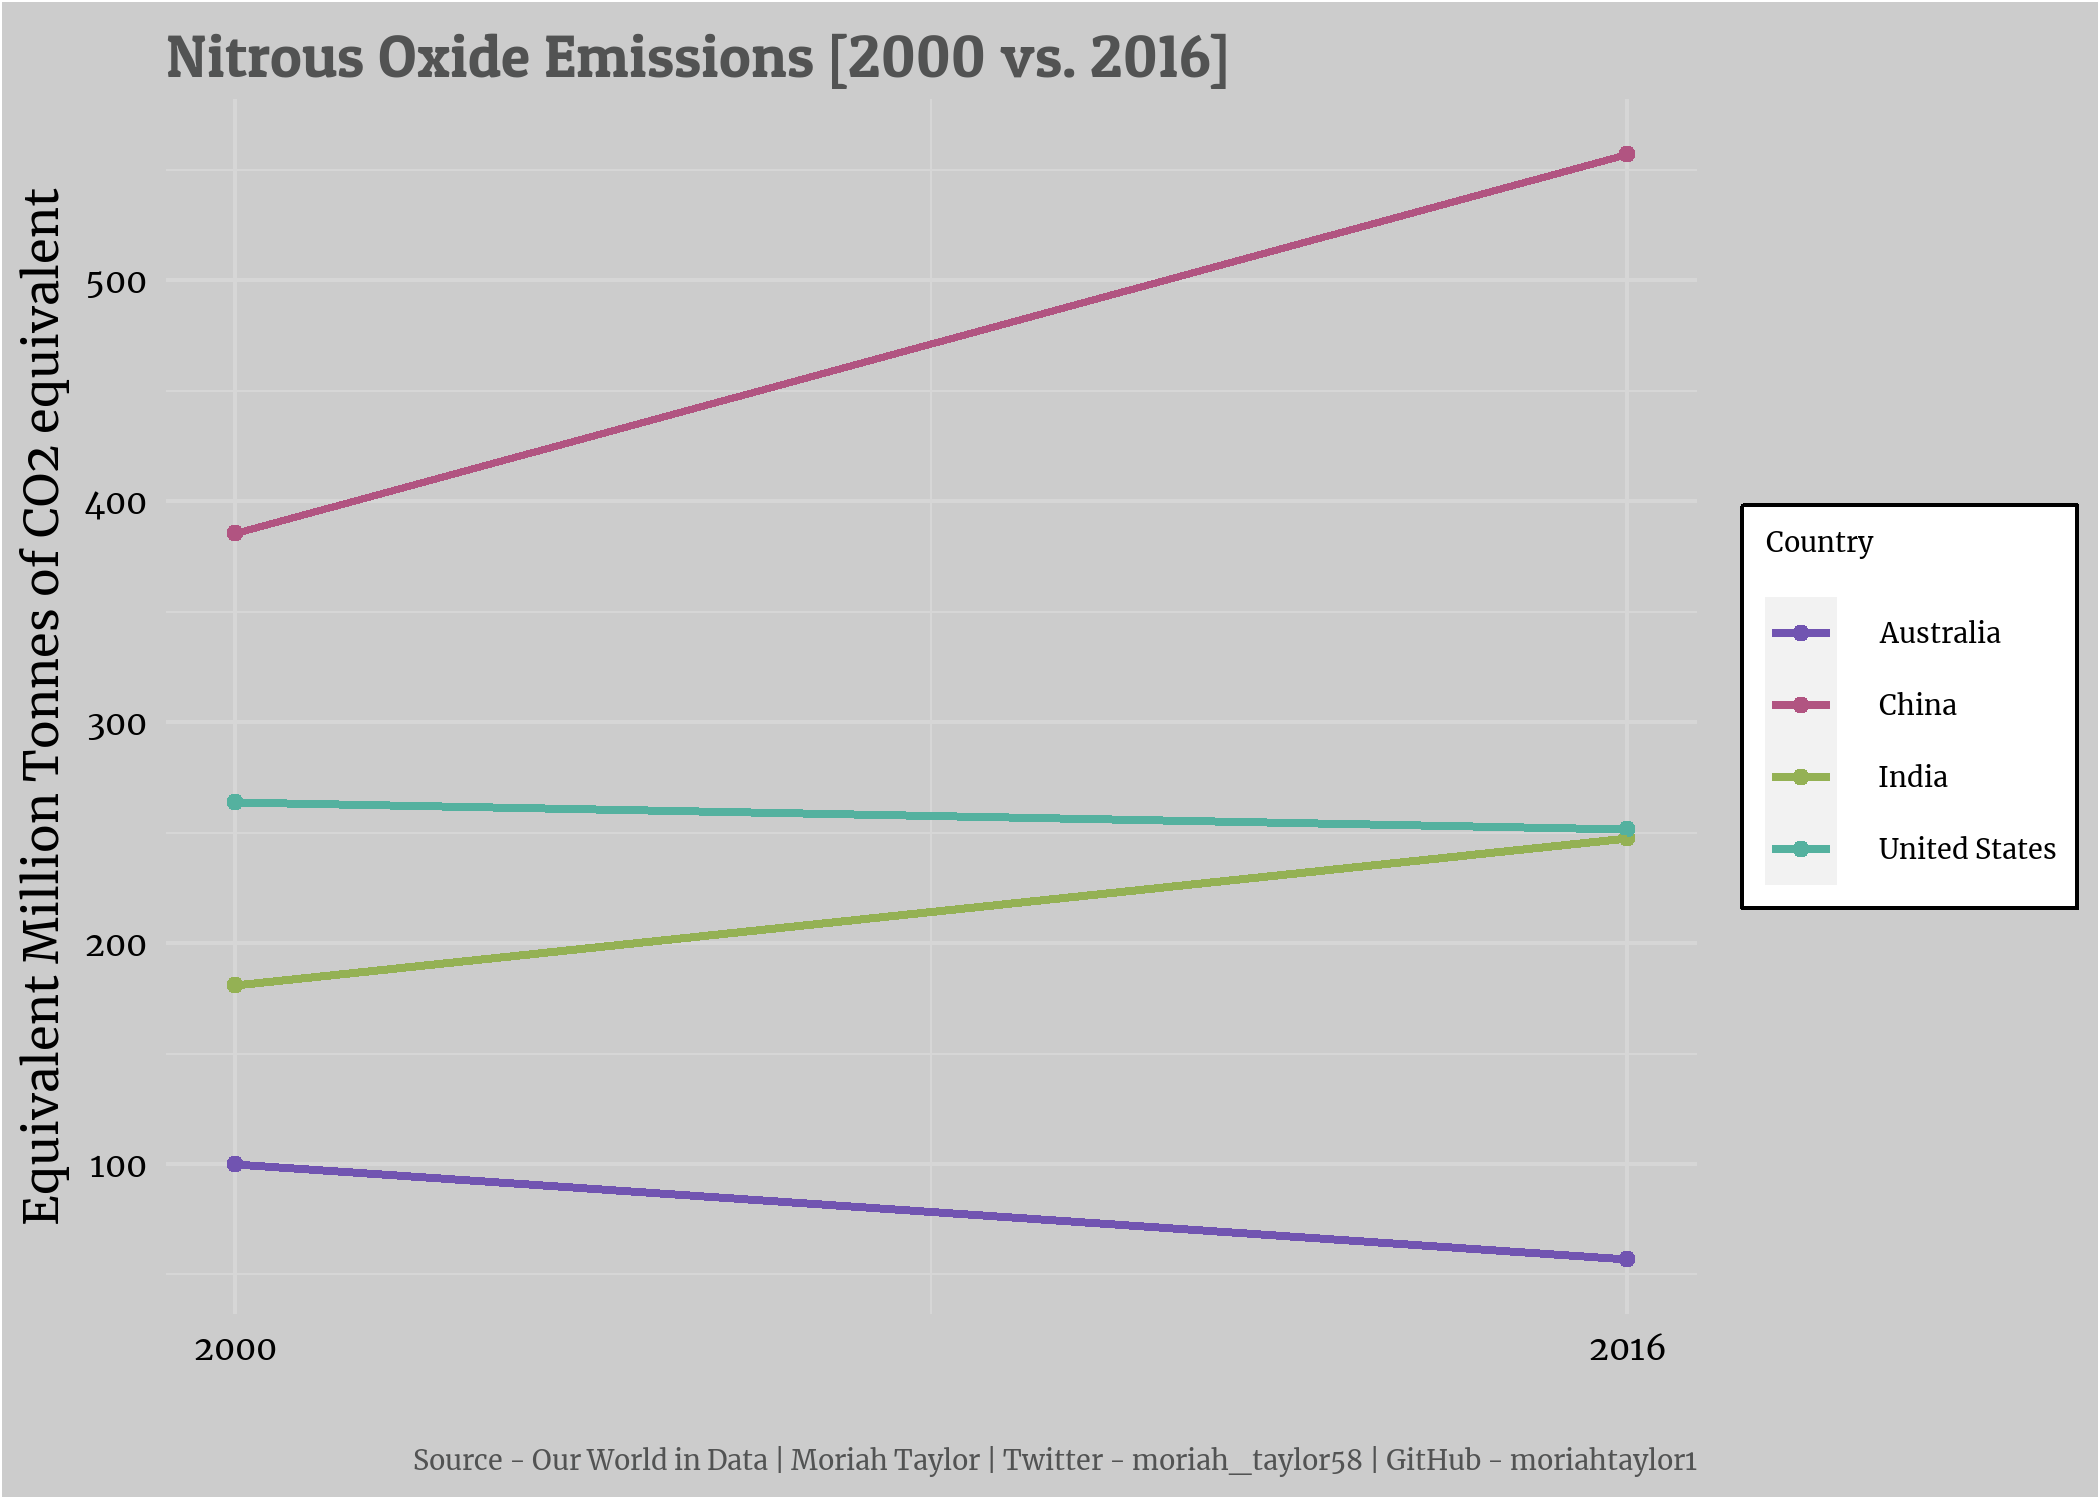 Nitrous Oxide Emissions [2000 vs. 2016]
Equivalent Million Tonnes of CO2 equivalent
500
400
300
200
100
2000
2016
Country
Australia
China
India
United States
Source - Our World in Data | Moriah Taylor | Twitter - moriah_taylor58 | GitHub - moriahtaylor1